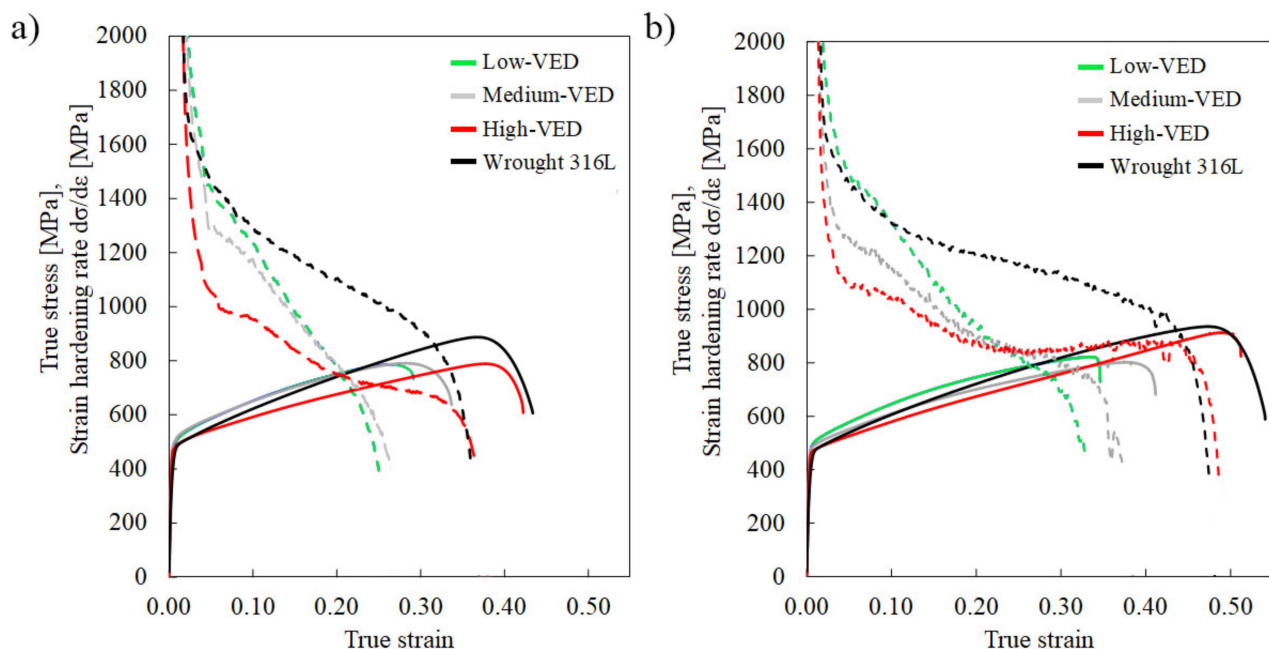 a)
True stress [MPa],
Strain hardening rate dσ/dε [MPa]
2000
1800
1600
1400
1200
1000
800
600
400
200
0
Low-VED
Medium-VED
High-VED
Wrought 316L
0.00 0.10 0.20 0.30 0.40 0.50
True strain
b)
True stress [MPa],
Strain hardening rate dσ/dε [MPa]
2000
1800
1600
1400
1200
1000
800
600
400
200
0
Low-VED
Medium-VED
High-VED
Wrought 316L
0.00 0.10 0.20 0.30 0.40 0.50
True strain